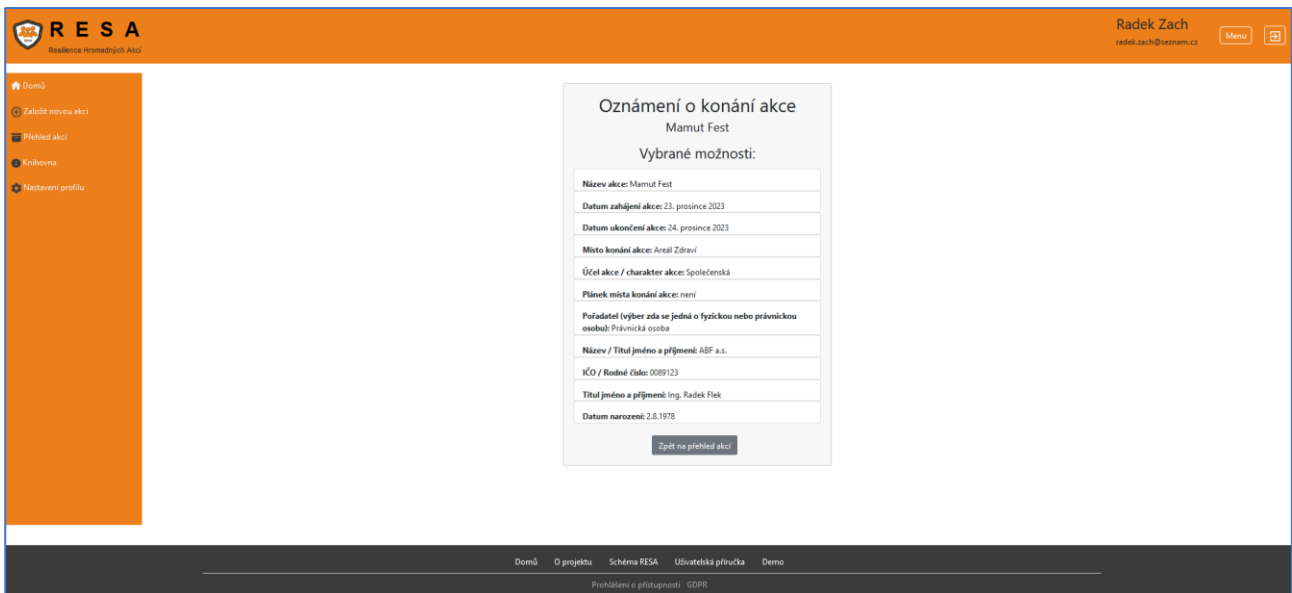 R E S A
Resilience Hromadných Akcí
Radek Zach
radek.zach@seznam.cz
Menu
Domů
Založit novou akci
Přehled akcí
Knihovna
Nastavení profilu
Oznámení o konání akce
Mamut Fest
Vybrané možnosti:
Název akce: Mamut Fest
Datum zahájení akce: 23. prosince 2023
Datum ukončení akce: 24. prosince 2023
Místo konání akce: Areál Zdraví
Účel akce / charakter akce: Společenská
Plánek místa konání akce: není
Pořadatel (výber zda se jedná o fyzickou nebo právnickou
osobu): Právnická osoba
Název / Titul jméno a příjmení: ABF a.s.
IČO / Rodné číslo: 0089123
Titul jméno a příjmení: Ing. Radek Flek
Datum narození: 2.8.1978
Zpět na přehled akcí
Domů O projektu Schéma RESA Uživatelská příručka Demo
Prohlášení o přístupnosti GDPR